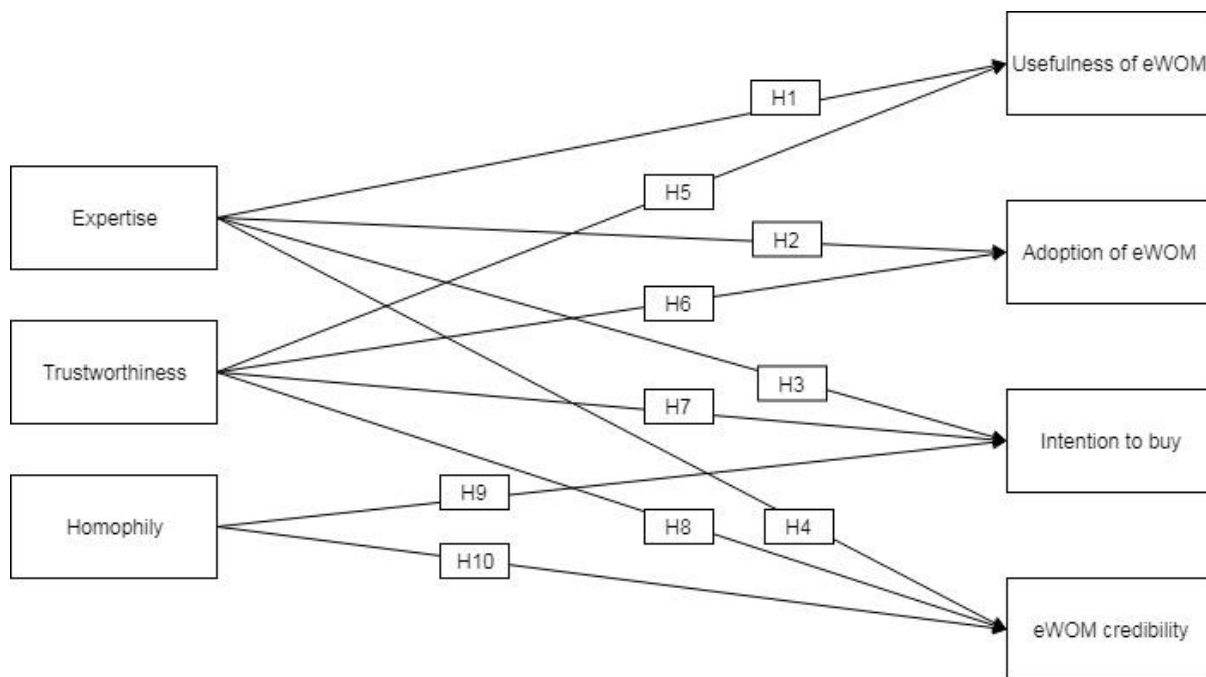 Usefulness of eWOM
H1
Expertise
H5
H2
Adoption of eWOM
H6
Trustworthiness
H3
H7
Intention to buy
H9
Homophily
H8
H4
H10
eWOM credibility